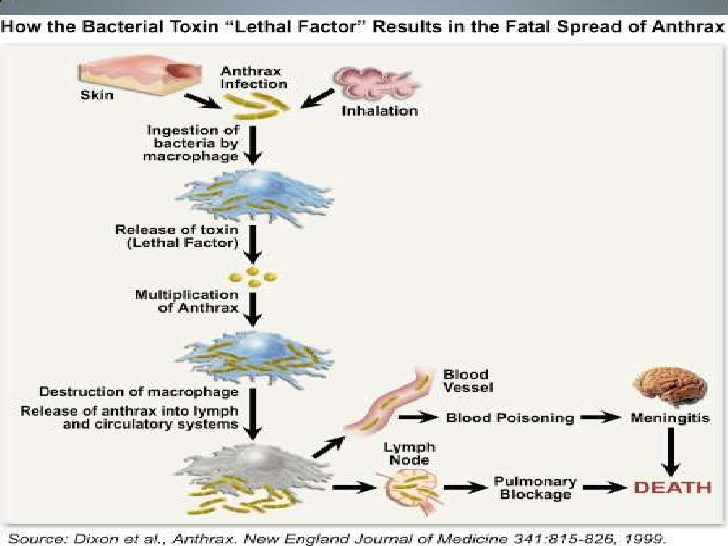 How the Bacterial Toxin “Lethal Factor” Results in the Fatal Spread of Anthrax
Skin
Anthrax
Infection
Inhalation
Ingestion of
bacteria by
macrophage
Release of toxin
(Lethal Factor)
Multiplication
of Anthrax
Destruction of macrophage
Release of anthrax into lymph
and circulatory systems
Blood
Vessel
Blood Poisoning
Meningitis
Lymph
Node
Pulmonary
Blockage
DEATH
Source: Dixon et al., Anthrax. New England Journal of Medicine 341:815-826, 1999.